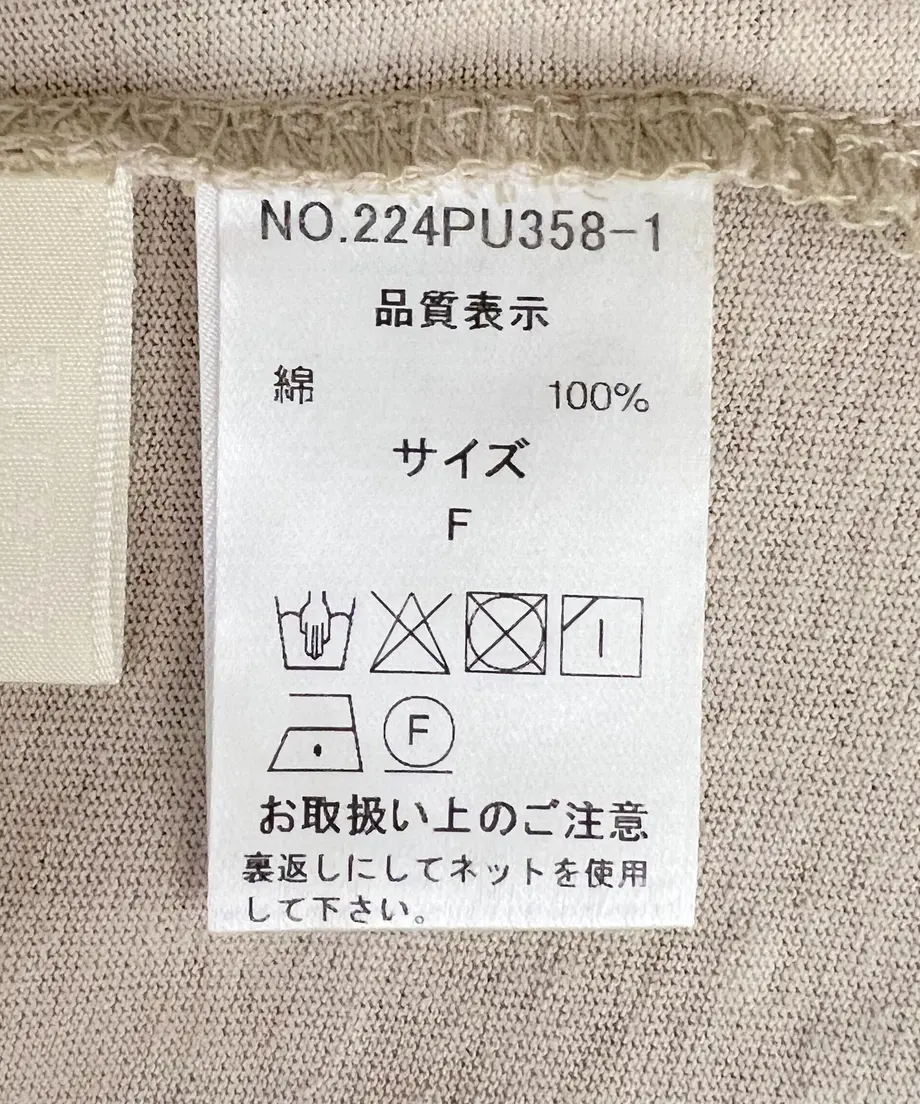 NO.224PU358-1
品質表示
綿 100%
サイズ
F
F
お取扱い上のご注意
裏返しにしてネットを使用
して下さい。